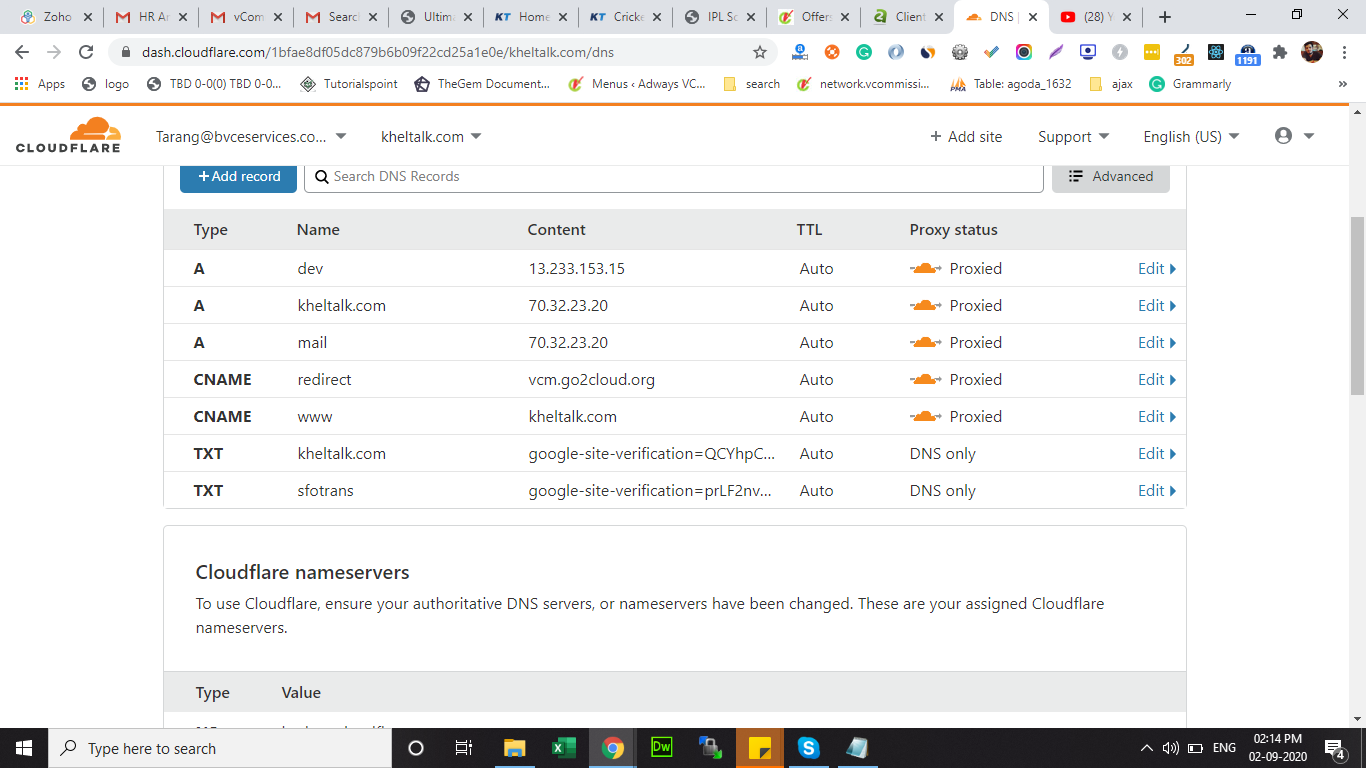 Zoho
HR Ar
vCom
Searc
Ultima
Home
Cricke
IPL Sc
Offers
Client
DNS |
(28) Y
dash.cloudflare.com/1bfae8df05dc879b6b09f22cd25a1e0e/kheltalk.com/dns
302
1191
Apps
logo
TBD 0-0(0) TBD 0-0...
Tutorialspoint
TheGem Document...
Menus ‹ Adways VC...
search
network.vcommissi...
Table: agoda_1632
ajax
Grammarly
»
CLOUDFLARE
Tarang@bvceservices.co...
kheltalk.com
+ Add site
Support
English (US)
+Add record
Search DNS Records
Advanced
Type Name Content TTL Proxy status
A dev 13.233.153.15 Auto Proxied Edit
A kheltalk.com 70.32.23.20 Auto Proxied Edit
A mail 70.32.23.20 Auto Proxied Edit
CNAME redirect vcm.go2cloud.org Auto Proxied Edit
CNAME www kheltalk.com Auto Proxied Edit
TXT kheltalk.com google-site-verification=QCYhpC... Auto DNS only Edit
TXT sfotrans google-site-verification=prLF2nv... Auto DNS only Edit
Cloudflare nameservers
To use Cloudflare, ensure your authoritative DNS servers, or nameservers have been changed. These are your assigned Cloudflare
nameservers.
Type Value
Type here to search
Dw
ENG
02:14 PM
02-09-2020
4